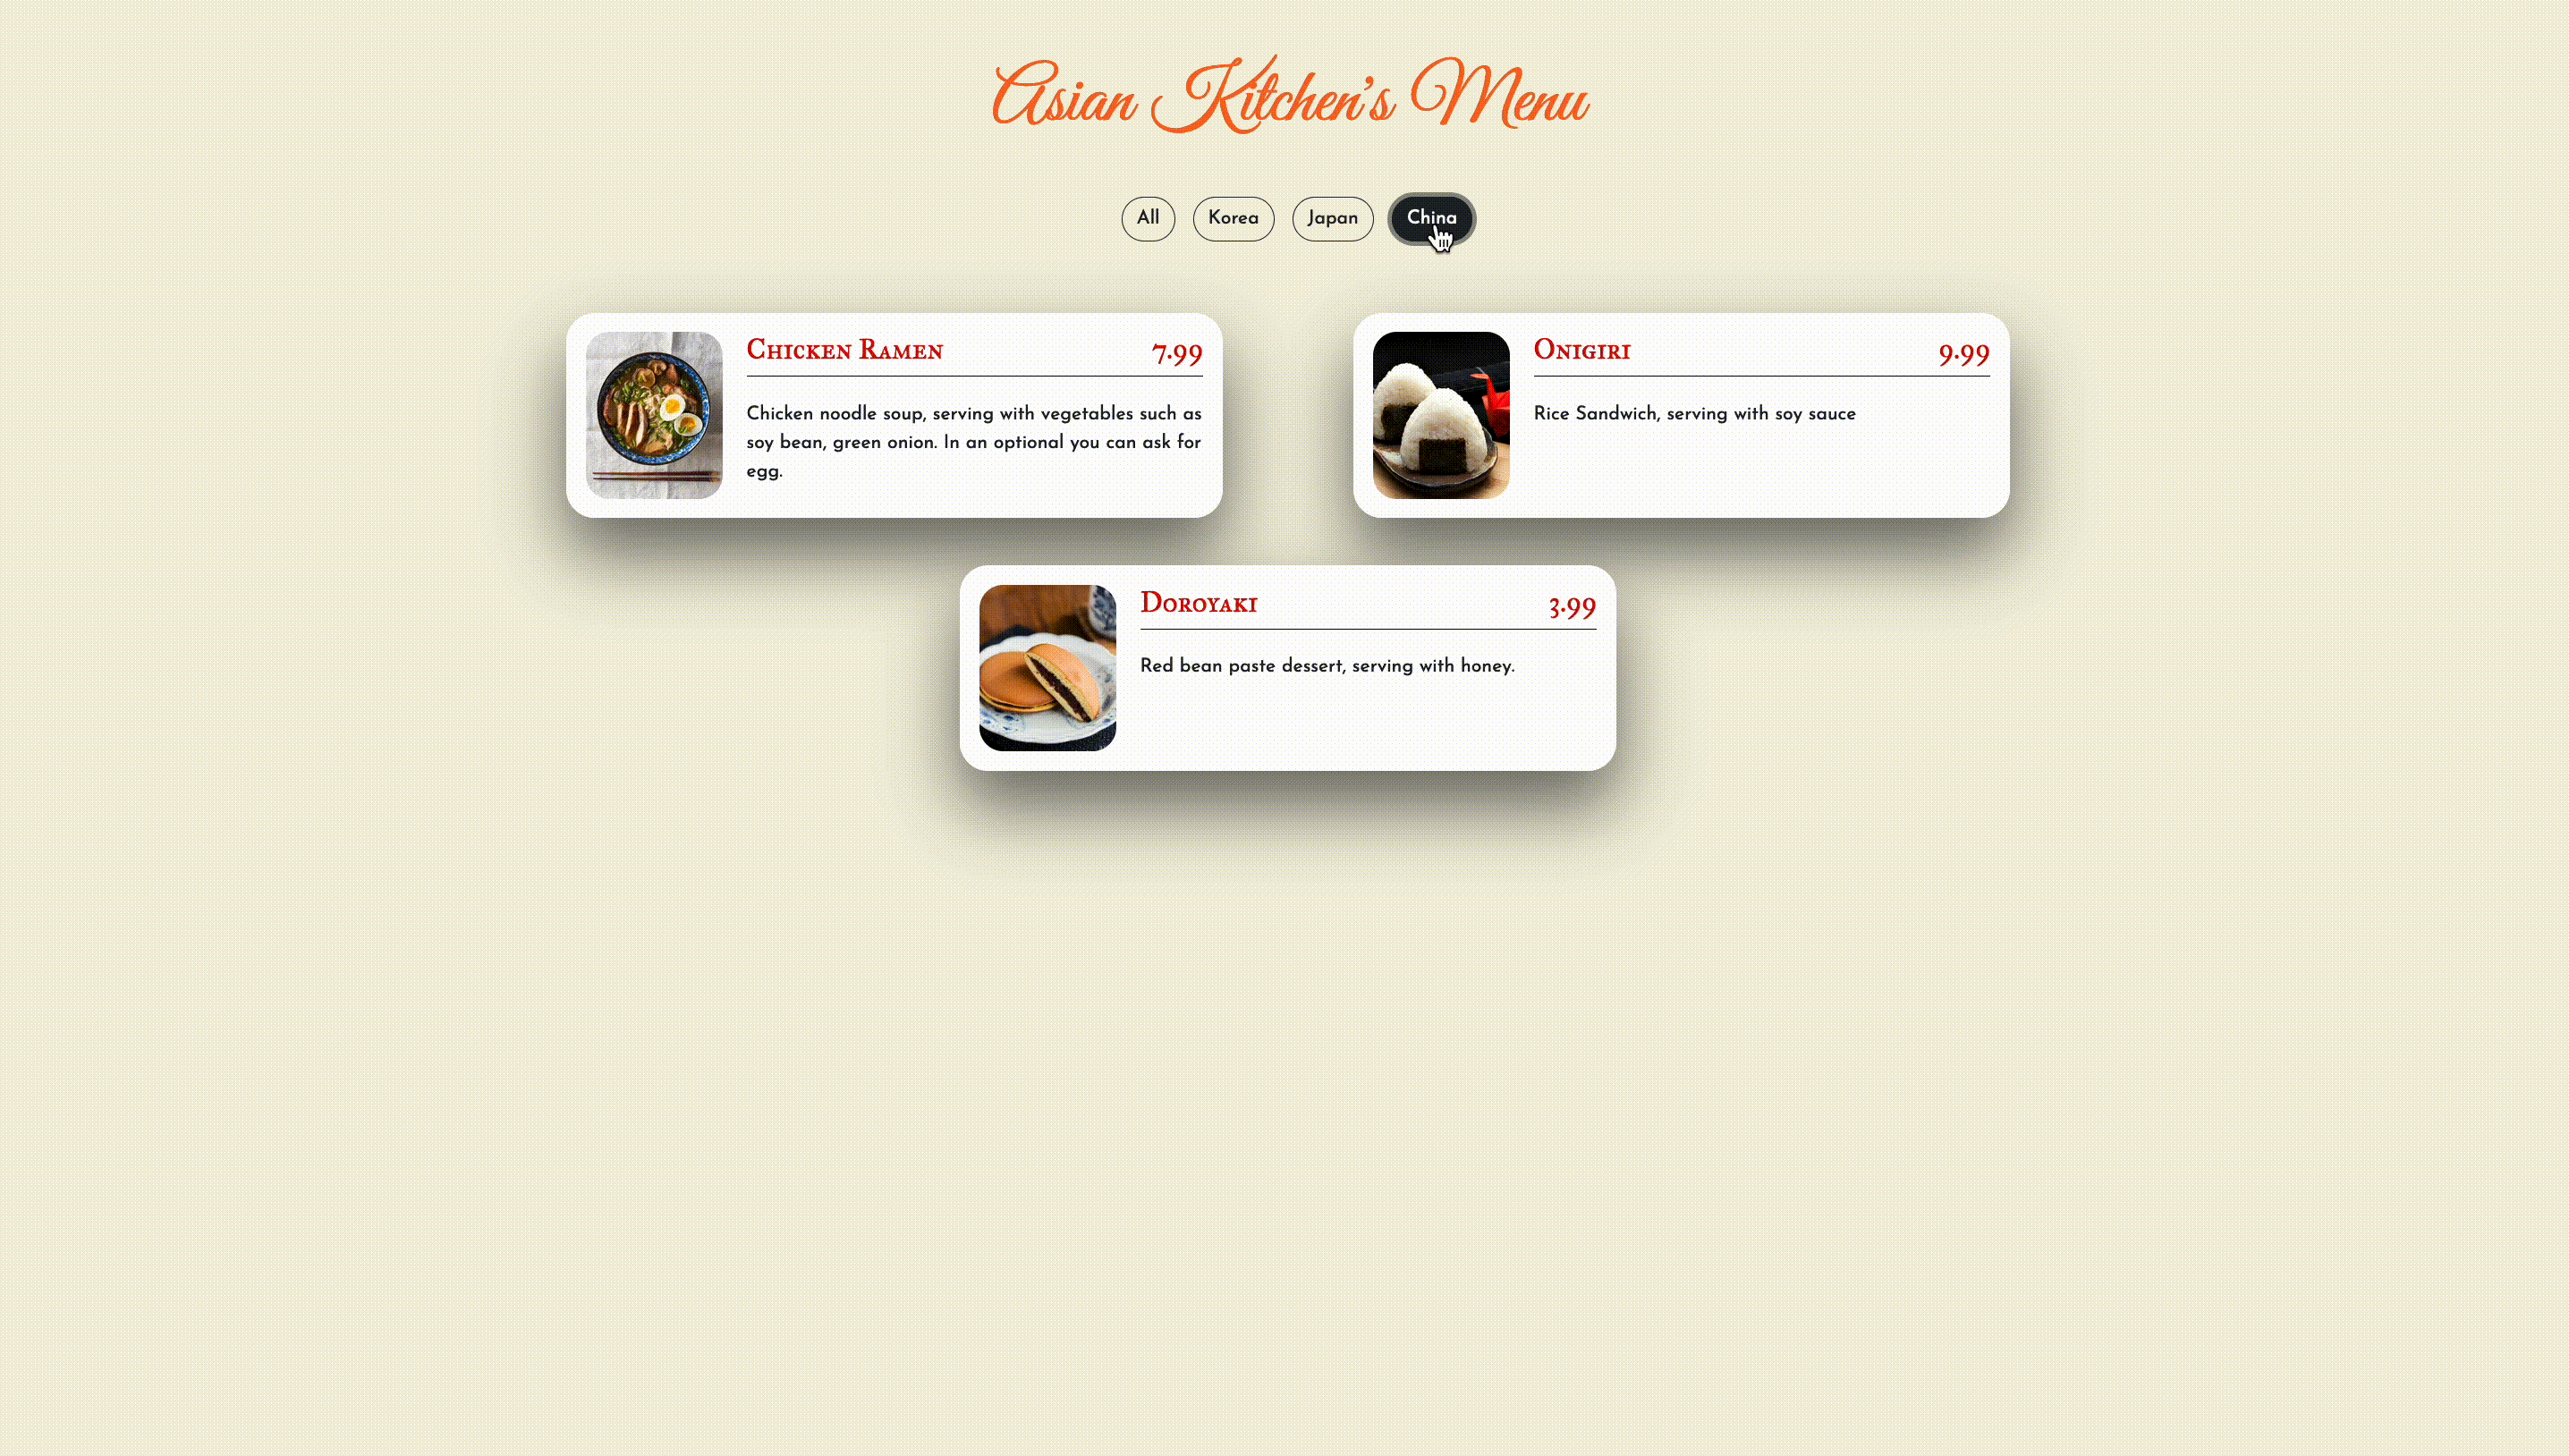 Asian Kitchen's Menu
All Korea Japan China
Chicken Ramen 7.99
Chicken noodle soup, serving with vegetables such as
soy bean, green onion. In an optional you can ask for
egg.
Onigiri 9.99
Rice Sandwich, serving with soy sauce
Doroyaki 3.99
Red bean paste dessert, serving with honey.